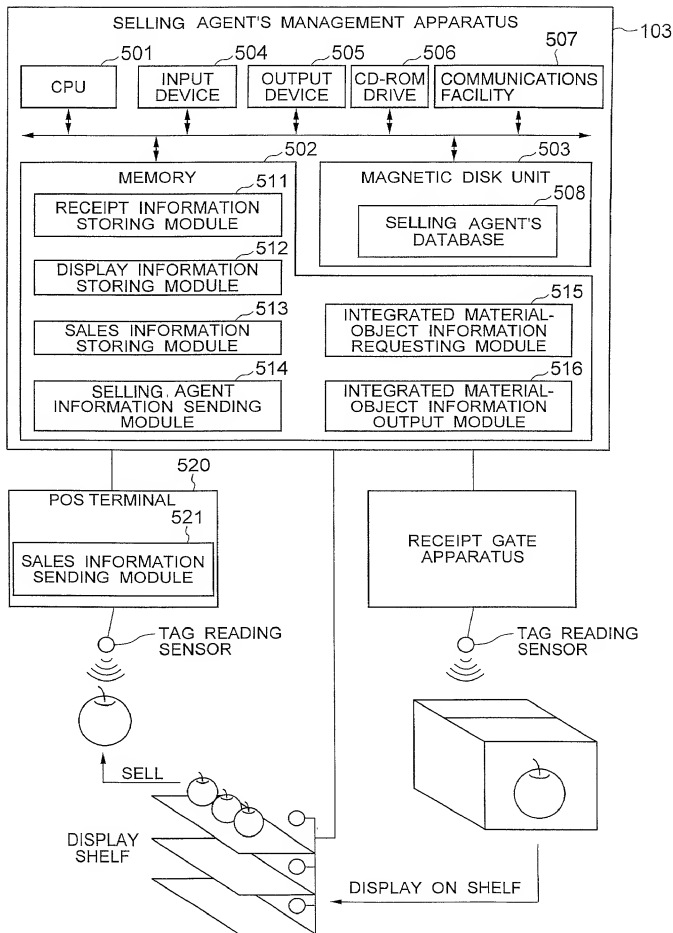 SELLING AGENT'S MANAGEMENT APPARATUS
103
501
CPU
504
INPUT
DEVICE
505
OUTPUT
DEVICE
506
CD-ROM
DRIVE
507
COMMUNICATIONS
FACILITY
502
MEMORY
511
RECEIPT INFORMATION
STORING MODULE
512
DISPLAY INFORMATION
STORING MODULE
513
SALES INFORMATION
STORING MODULE
514
SELLING AGENT
INFORMATION SENDING
MODULE
503
MAGNETIC DISK UNIT
508
SELLING AGENT'S
DATABASE
515
INTEGRATED MATERIAL-
OBJECT INFORMATION
REQUESTING MODULE
516
INTEGRATED MATERIAL-
OBJECT INFORMATION
OUTPUT MODULE
520
POS TERMINAL
521
SALES INFORMATION
SENDING MODULE
RECEIPT GATE
APPARATUS
TAG READING
SENSOR
TAG READING
SENSOR
SELL
DISPLAY
SHELF
DISPLAY ON SHELF